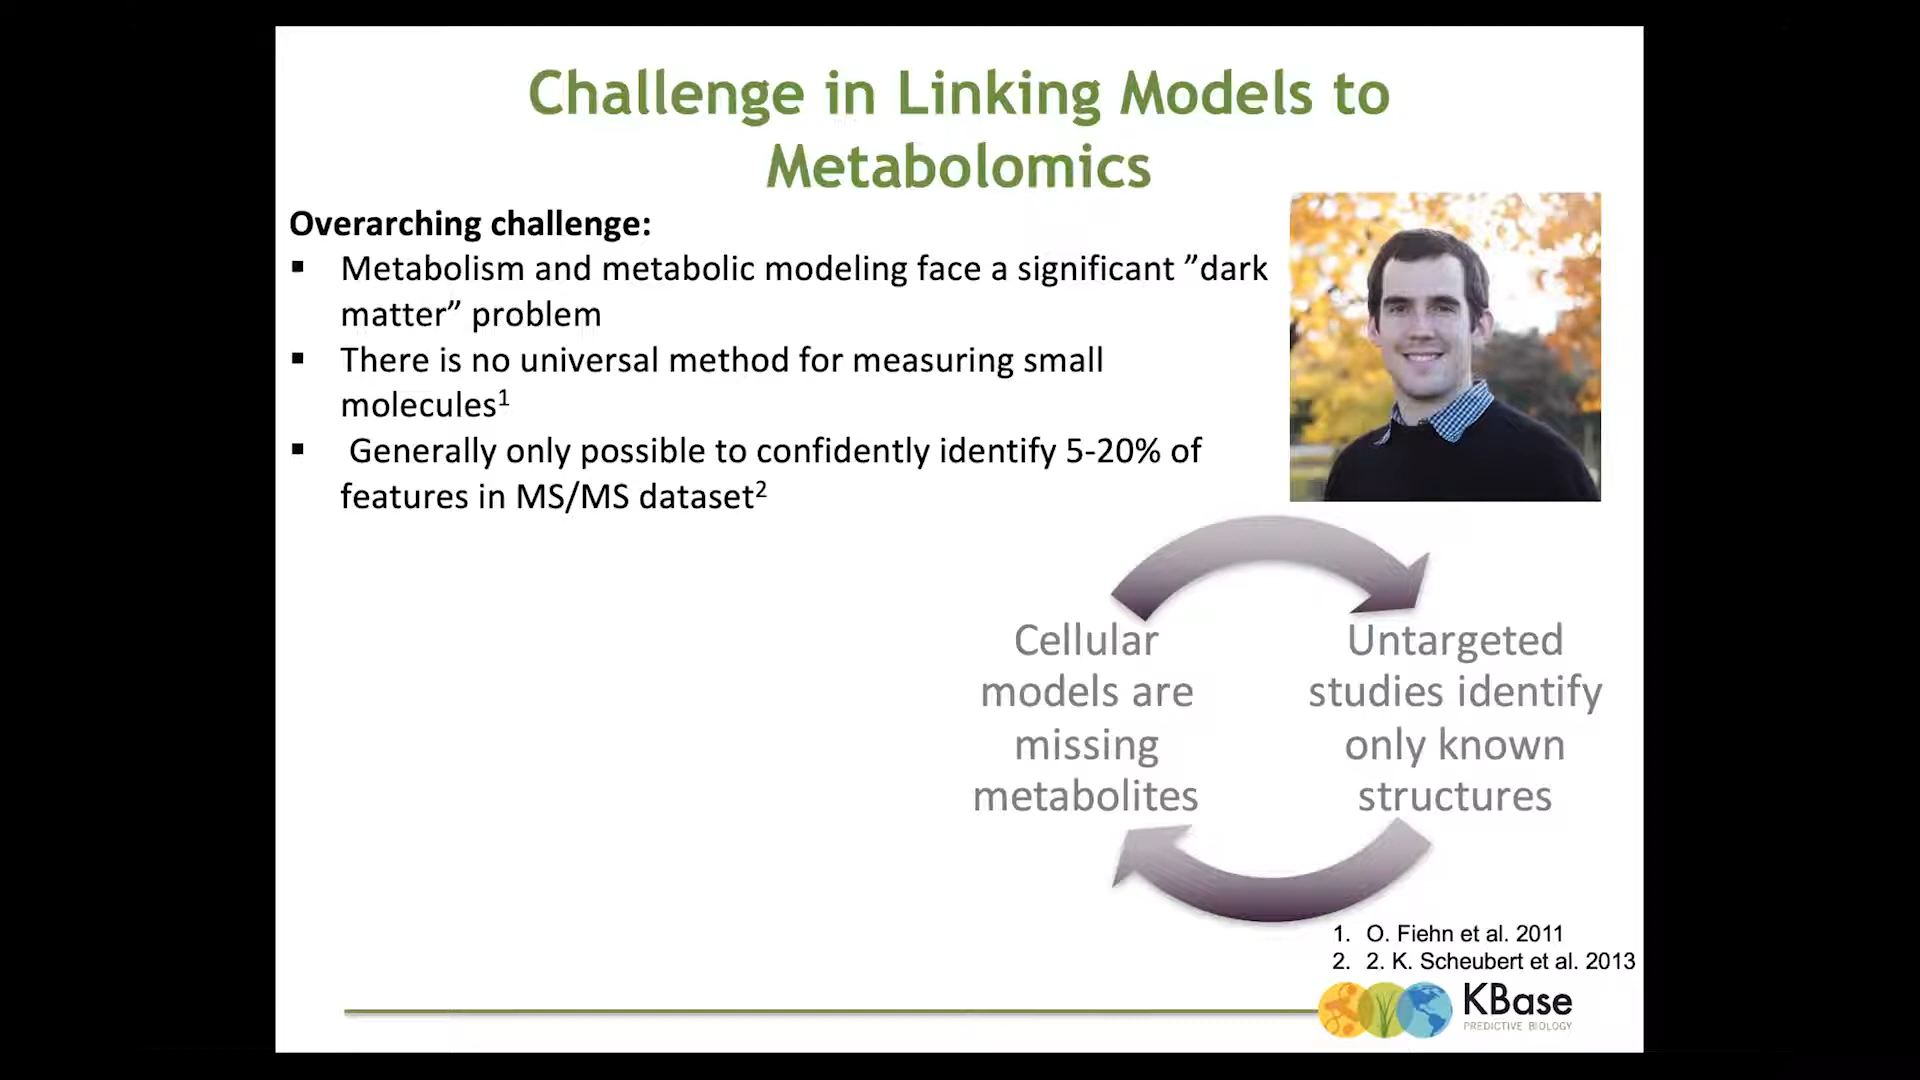 Challenge in Linking Models to
Metabolomics
Overarching challenge:
▪ Metabolism and metabolic modeling face a significant ”dark
matter” problem
▪ There is no universal method for measuring small
molecules¹
▪ Generally only possible to confidently identify 5-20% of
features in MS/MS dataset²
Cellular
models are
missing
metabolites
Untargeted
studies identify
only known
structures
1. O. Fiehn et al. 2011
2. 2. K. Scheubert et al. 2013
KBase
PREDICTIVE BIOLOGY